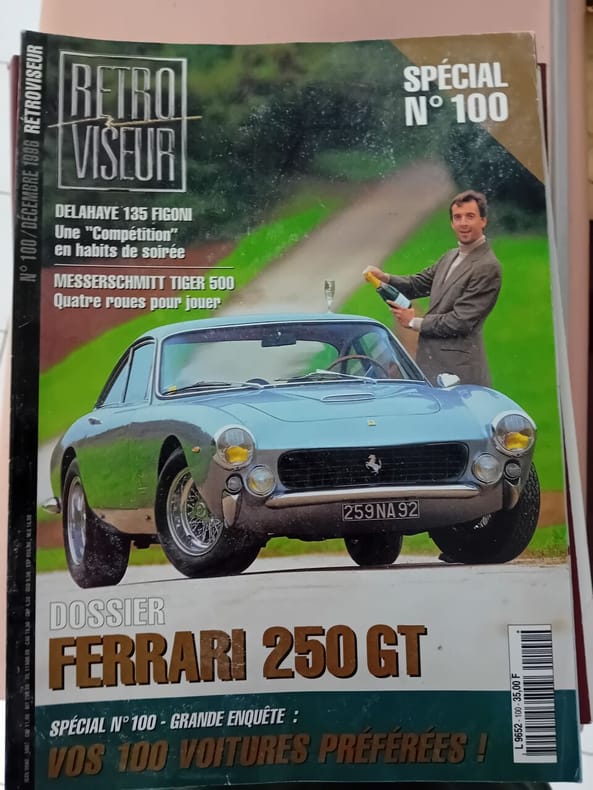 RETRO
VISEUR
SPÉCIAL
N° 100
N° 100 / DÉCEMBRE 1996 RÉTROVISEUR
DELAHAYE 135 FIGONI
Une "Compétition"
en habits de soirée
MESSERSCHMITT TIGER 500
Quatre roues pour jouer
259 NA 92
DOSSIER
FERRARI 250 GT
SPÉCIAL N° 100 - GRANDE ENQUÊTE :
VOS 100 VOITURES PRÉFÉRÉES !
L 9652 - 100 - 35,00 F